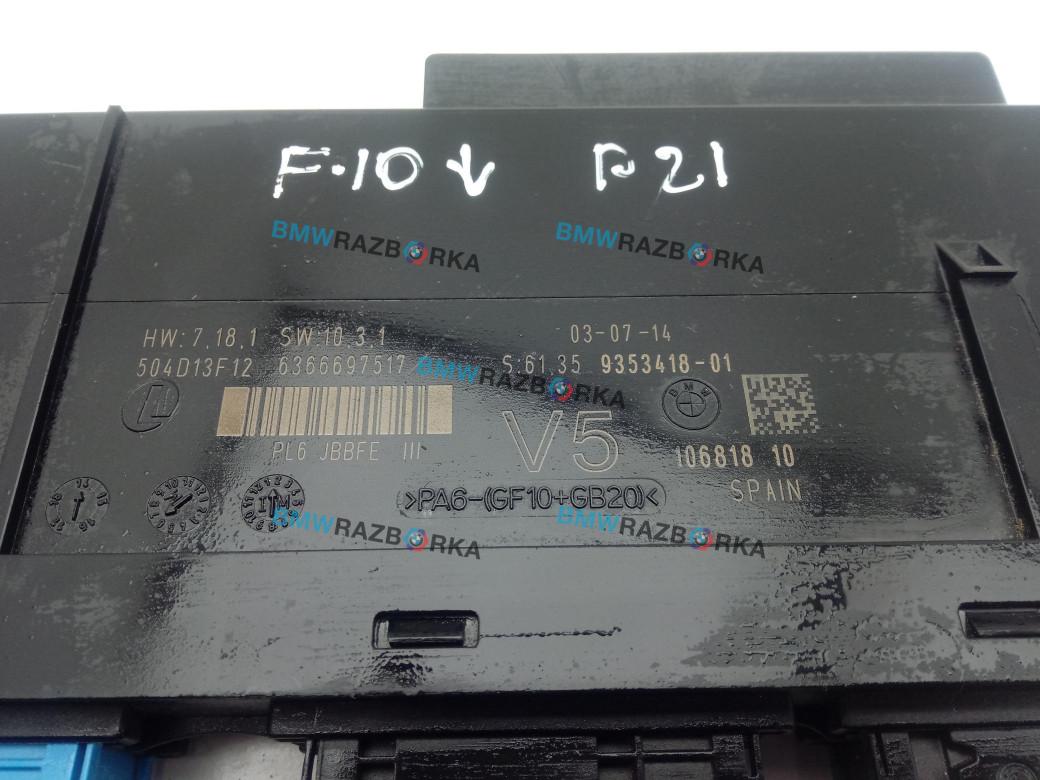 F.10 P21
BMWRAZBORKA BMWRAZBORKA
HW:7,18,1 SW:10.3.1 03-07-14
504D13F12 6366697517 S:61.35 9353418-01
BMWRAZBORKA
BMW
PL6 JBBFE III V5 106818 10
>PA6-(GF10+GB20)< SPAIN
BMWRAZBORKA BMWRAZBORKA